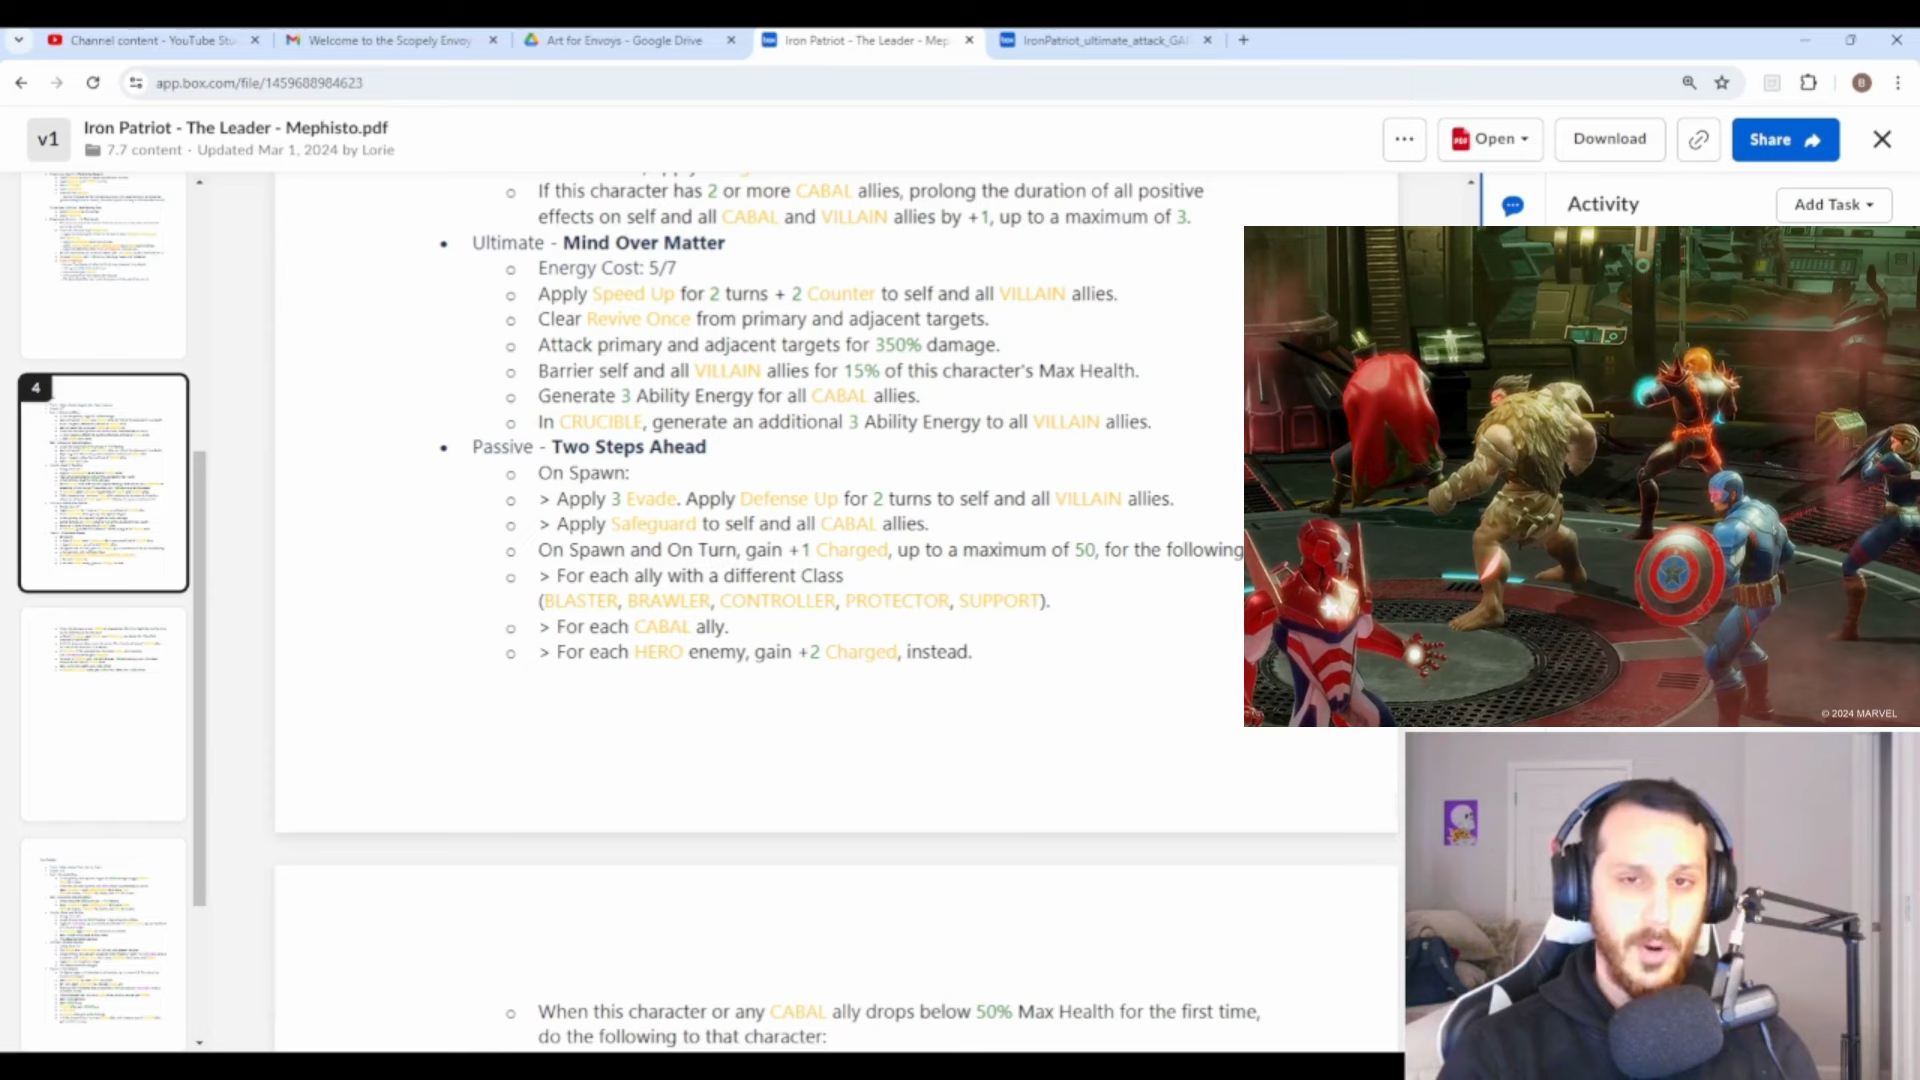 Channel content - YouTube Stu
Welcome to the Scopely Envoy
Art for Envoys - Google Drive
Iron Patriot - The Leader - Mep
IronPatriot_ultimate_attack_GAI
app.box.com/file/1459688984623
B
v1
Iron Patriot - The Leader - Mephisto.pdf
7.7 content · Updated Mar 1, 2024 by Lorie
Open
Download
Share
Activity
Add Task
4
If this character has 2 or more CABAL allies, prolong the duration of all positive
effects on self and all CABAL and VILLAIN allies by +1, up to a maximum of 3.
Ultimate - Mind Over Matter
Energy Cost: 5/7
Apply Speed Up for 2 turns + 2 Counter to self and all VILLAIN allies.
Clear Revive Once from primary and adjacent targets.
Attack primary and adjacent targets for 350% damage.
Barrier self and all VILLAIN allies for 15% of this character's Max Health.
Generate 3 Ability Energy for all CABAL allies.
In CRUCIBLE, generate an additional 3 Ability Energy to all VILLAIN allies.
Passive - Two Steps Ahead
On Spawn:
> Apply 3 Evade. Apply Defense Up for 2 turns to self and all VILLAIN allies.
> Apply Safeguard to self and all CABAL allies.
On Spawn and On Turn, gain +1 Charged, up to a maximum of 50, for the following
> For each ally with a different Class
(BLASTER, BRAWLER, CONTROLLER, PROTECTOR, SUPPORT).
> For each CABAL ally.
> For each HERO enemy, gain +2 Charged, instead.
When this character or any CABAL ally drops below 50% Max Health for the first time,
do the following to that character:
© 2024 MARVEL